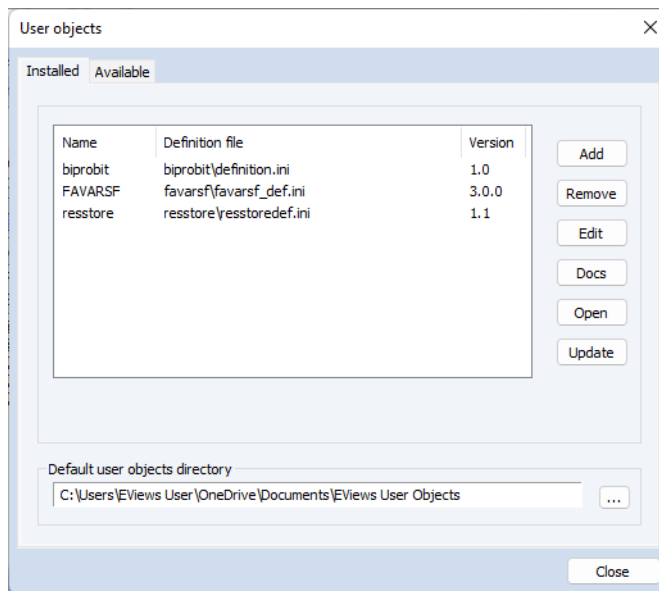 User objects
Installed
Available
Name Definition file Version
biprobit biprobit\definition.ini 1.0
FAVARSF favarsf\favarsf_def.ini 3.0.0
resstore resstore\resstoredef.ini 1.1
Add
Remove
Edit
Docs
Open
Update
Default user objects directory
C:\Users\EViews User\OneDrive\Documents\EViews User Objects
...
Close